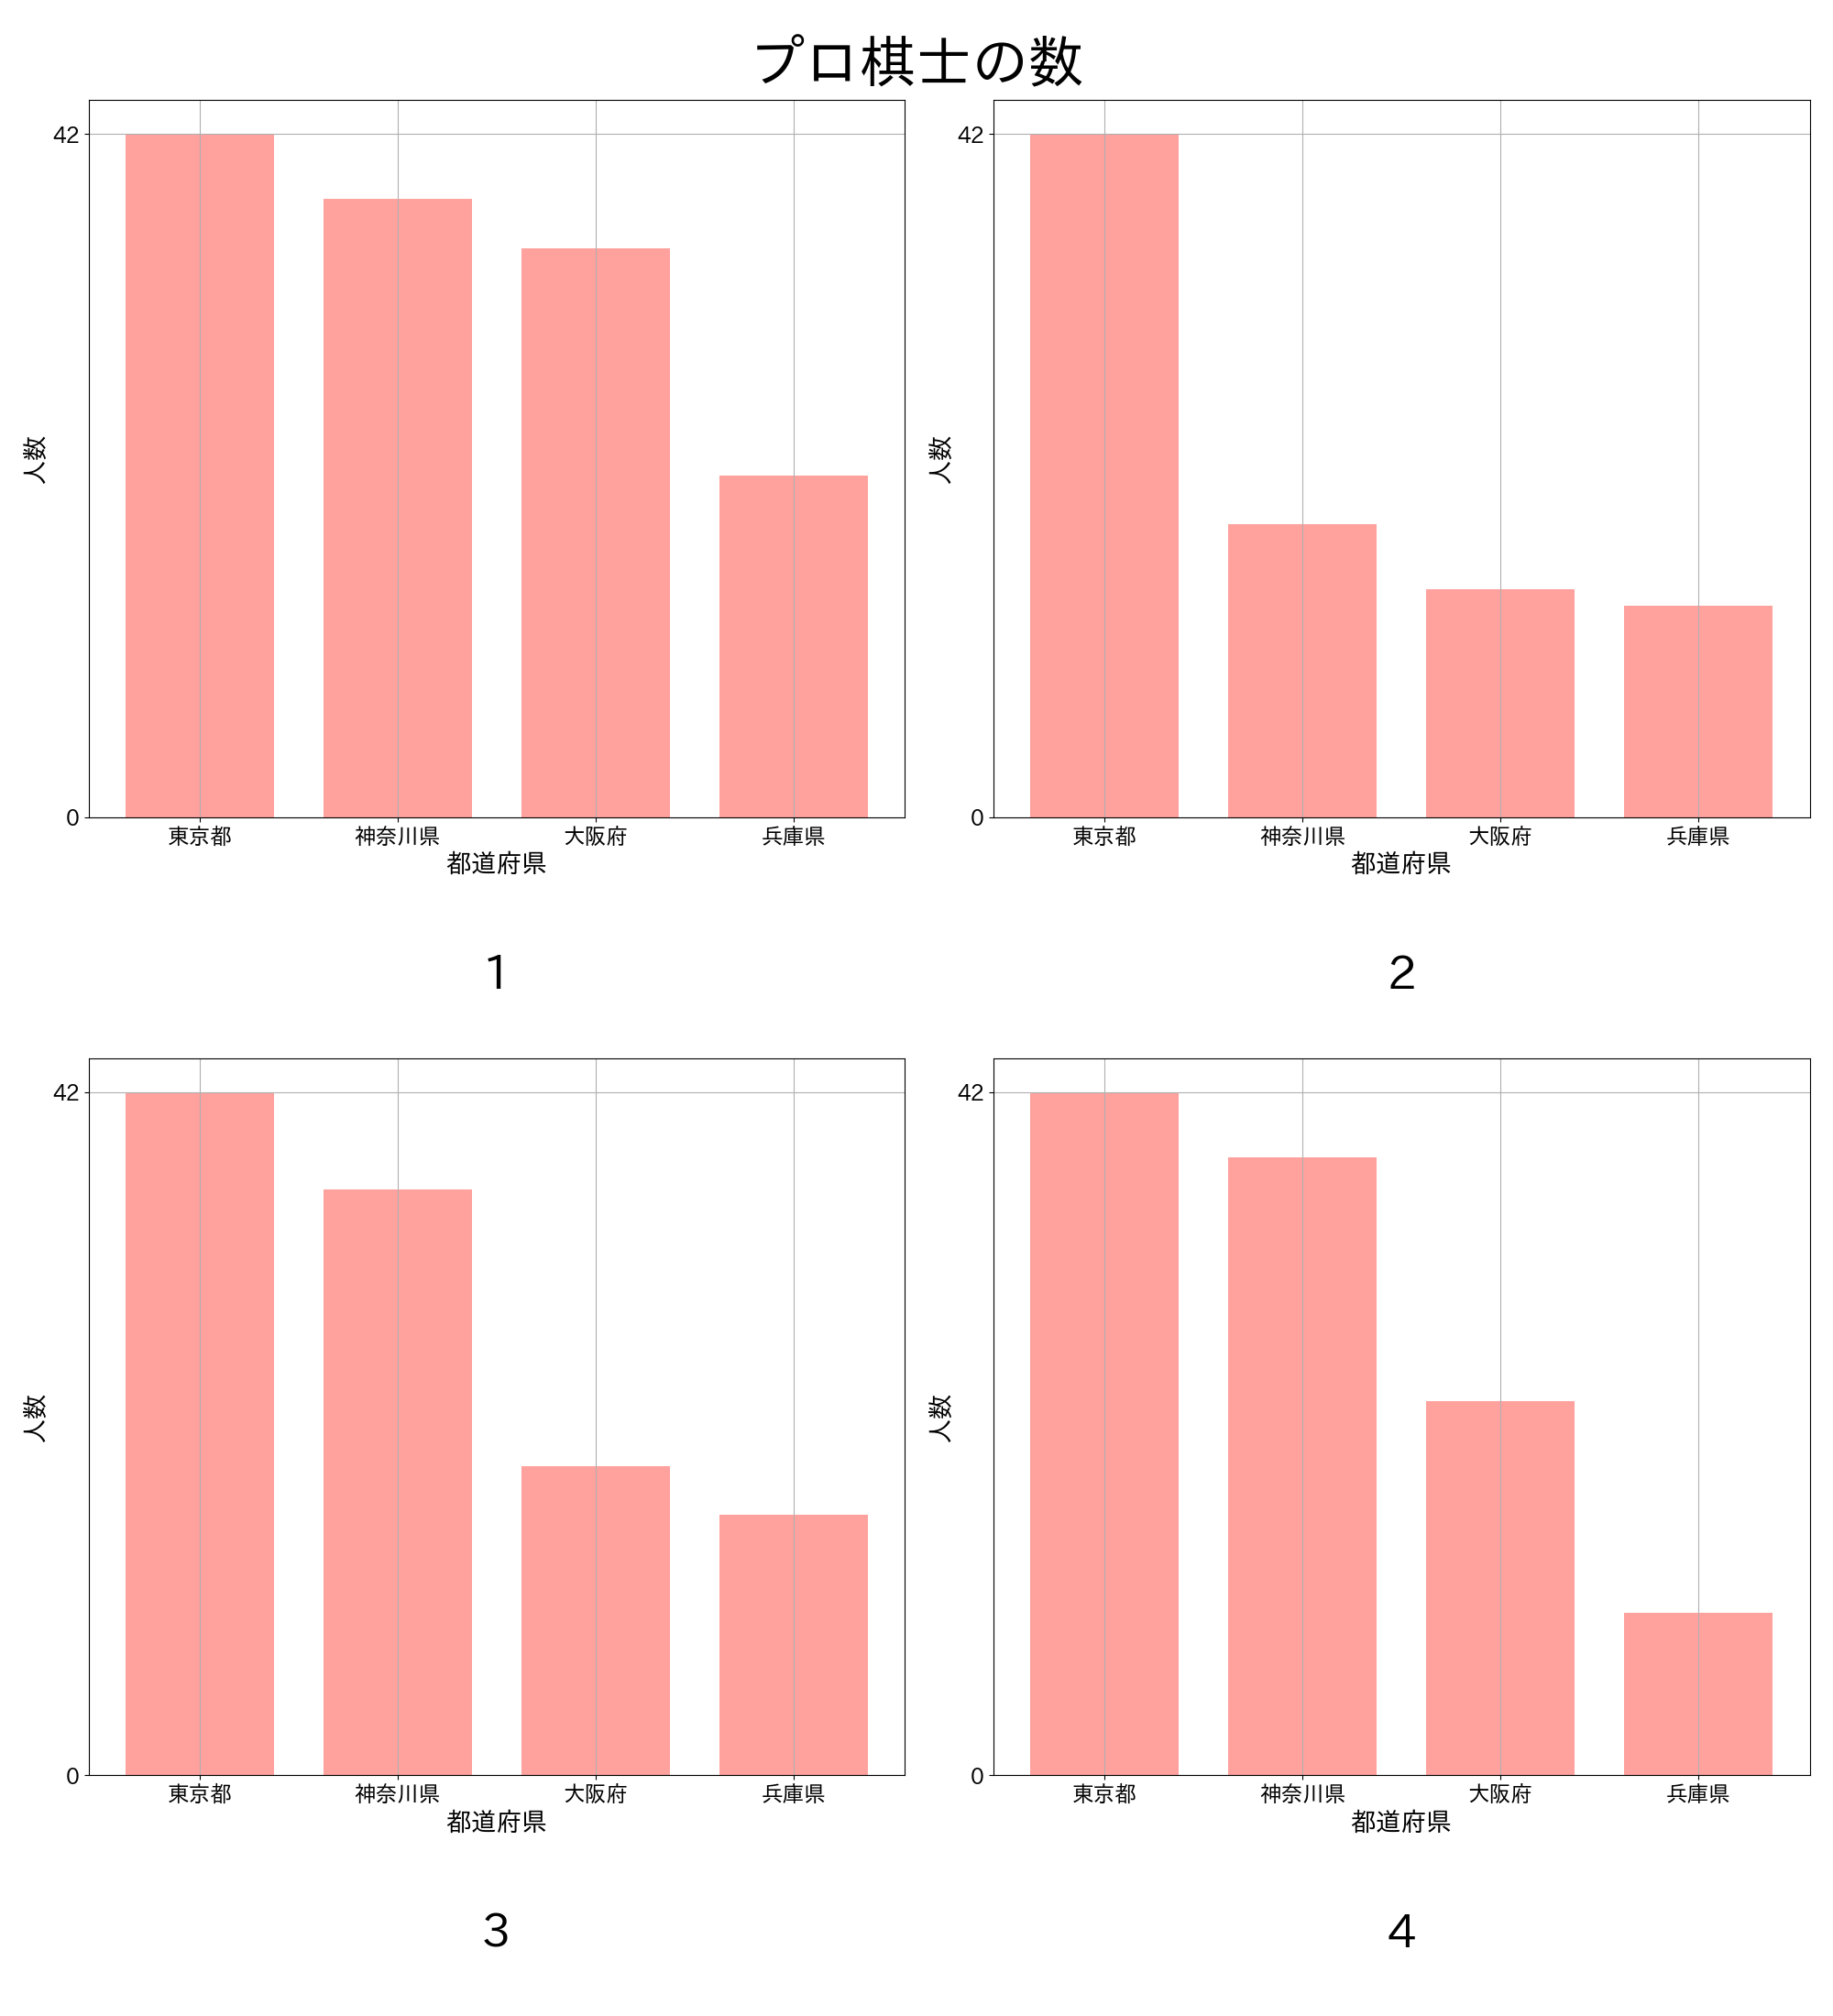 プロ棋士の数
42
人数
0
東京都 神奈川県 大阪府 兵庫県
都道府県
1
42
人数
0
東京都 神奈川県 大阪府 兵庫県
都道府県
2
42
人数
0
東京都 神奈川県 大阪府 兵庫県
都道府県
3
42
人数
0
東京都 神奈川県 大阪府 兵庫県
都道府県
4